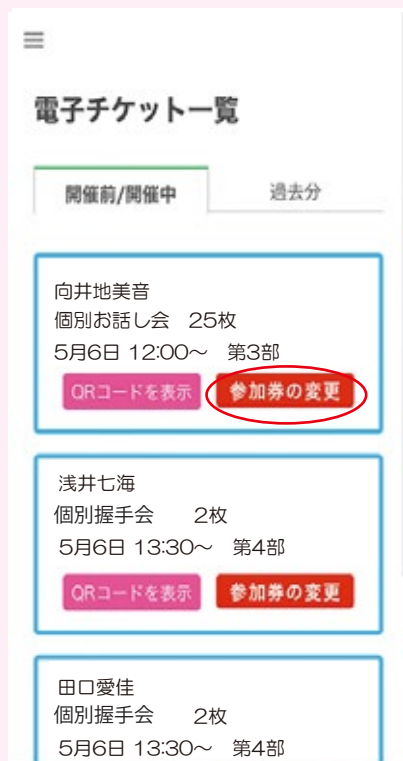 電子チケット一覧
開催前/開催中 過去分
向井地美音
個別お話し会 25枚
5月6日 12:00～ 第3部
QRコードを表示 参加券の変更
浅井七海
個別握手会 2枚
5月6日 13:30～ 第4部
QRコードを表示 参加券の変更
田口愛佳
個別握手会 2枚
5月6日 13:30～ 第4部